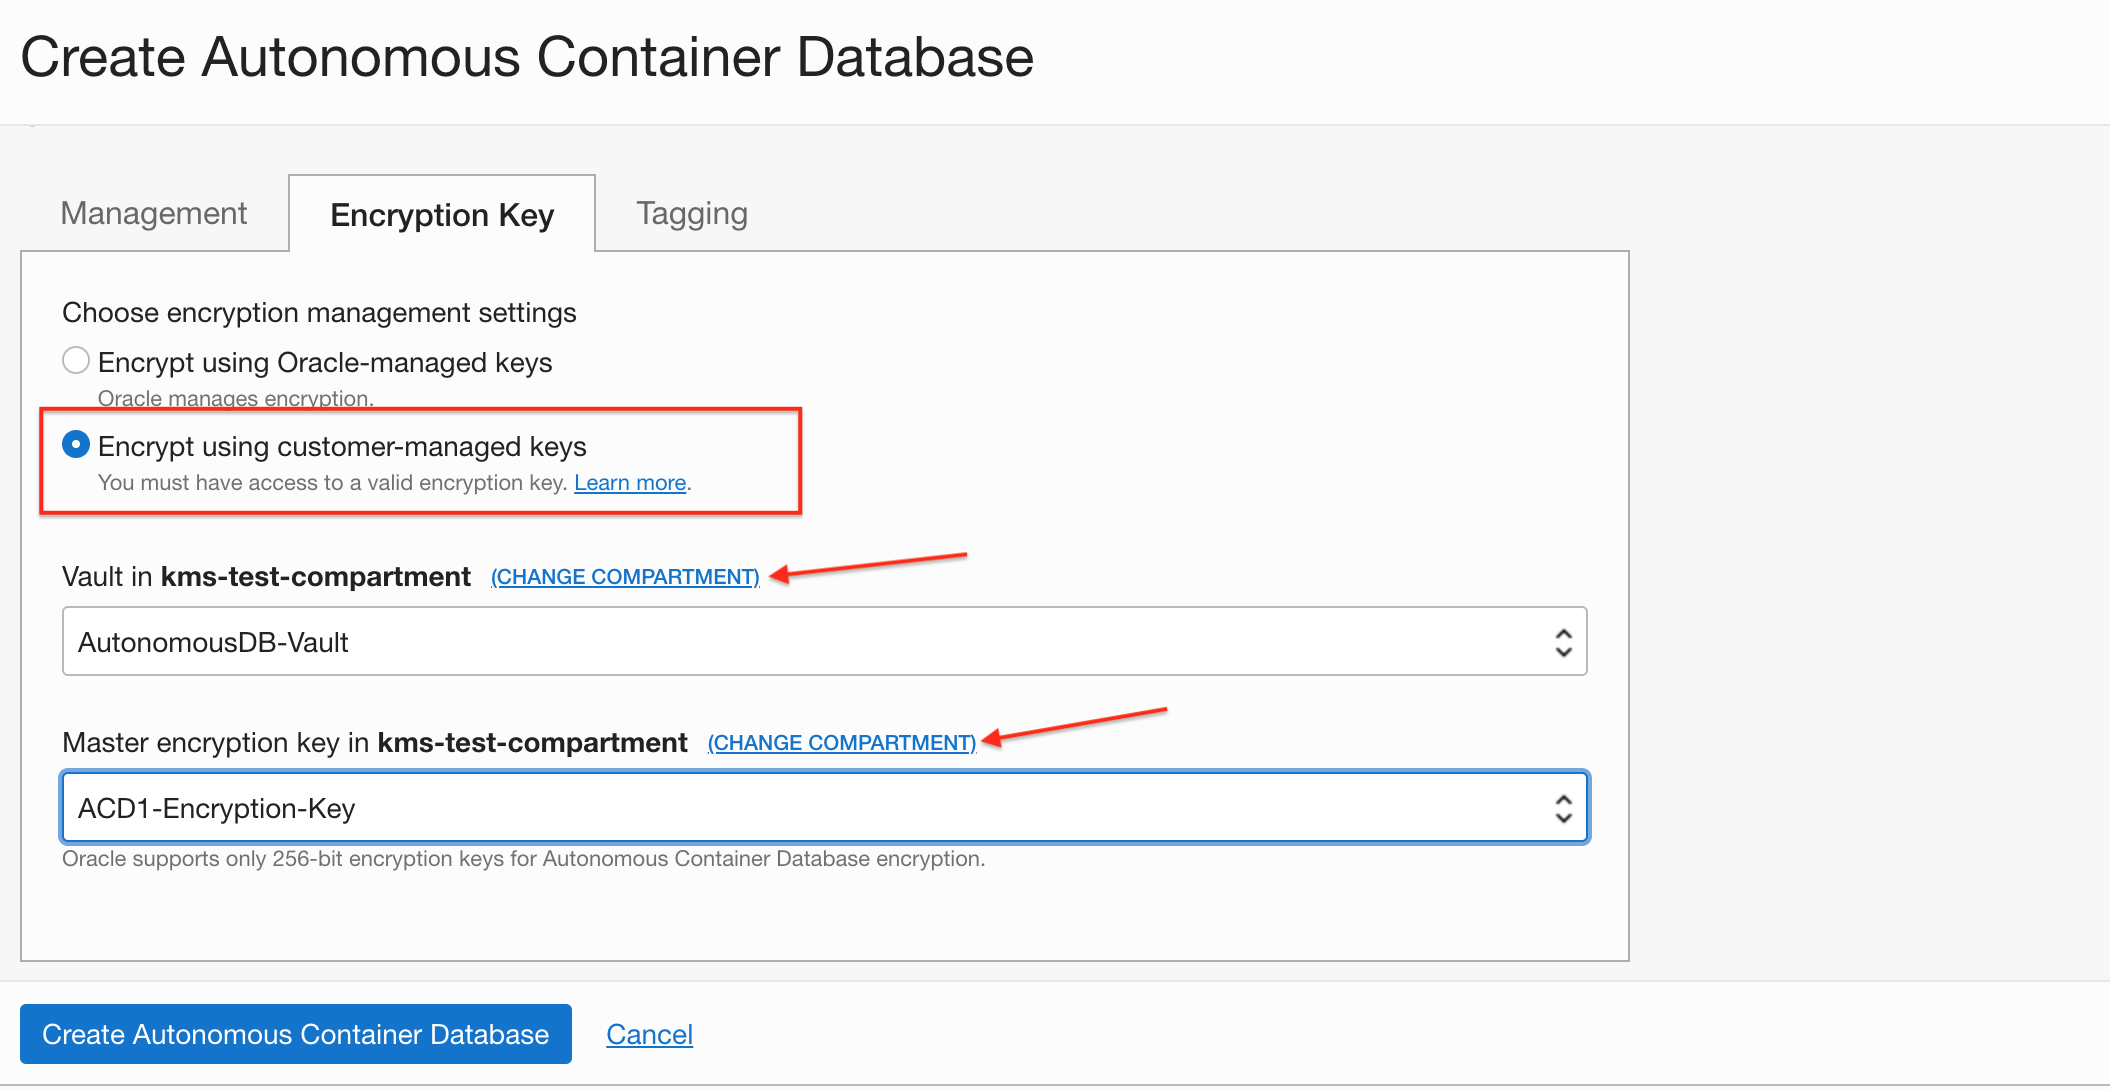 Create Autonomous Container Database
Management
Encryption Key
Tagging
Choose encryption management settings
Encrypt using Oracle-managed keys
Oracle manages encryption.
Encrypt using customer-managed keys
You must have access to a valid encryption key. Learn more.
Vault in kms-test-compartment (CHANGE COMPARTMENT)
AutonomousDB-Vault
Master encryption key in kms-test-compartment (CHANGE COMPARTMENT)
ACD1-Encryption-Key
Oracle supports only 256-bit encryption keys for Autonomous Container Database encryption.
Create Autonomous Container Database
Cancel